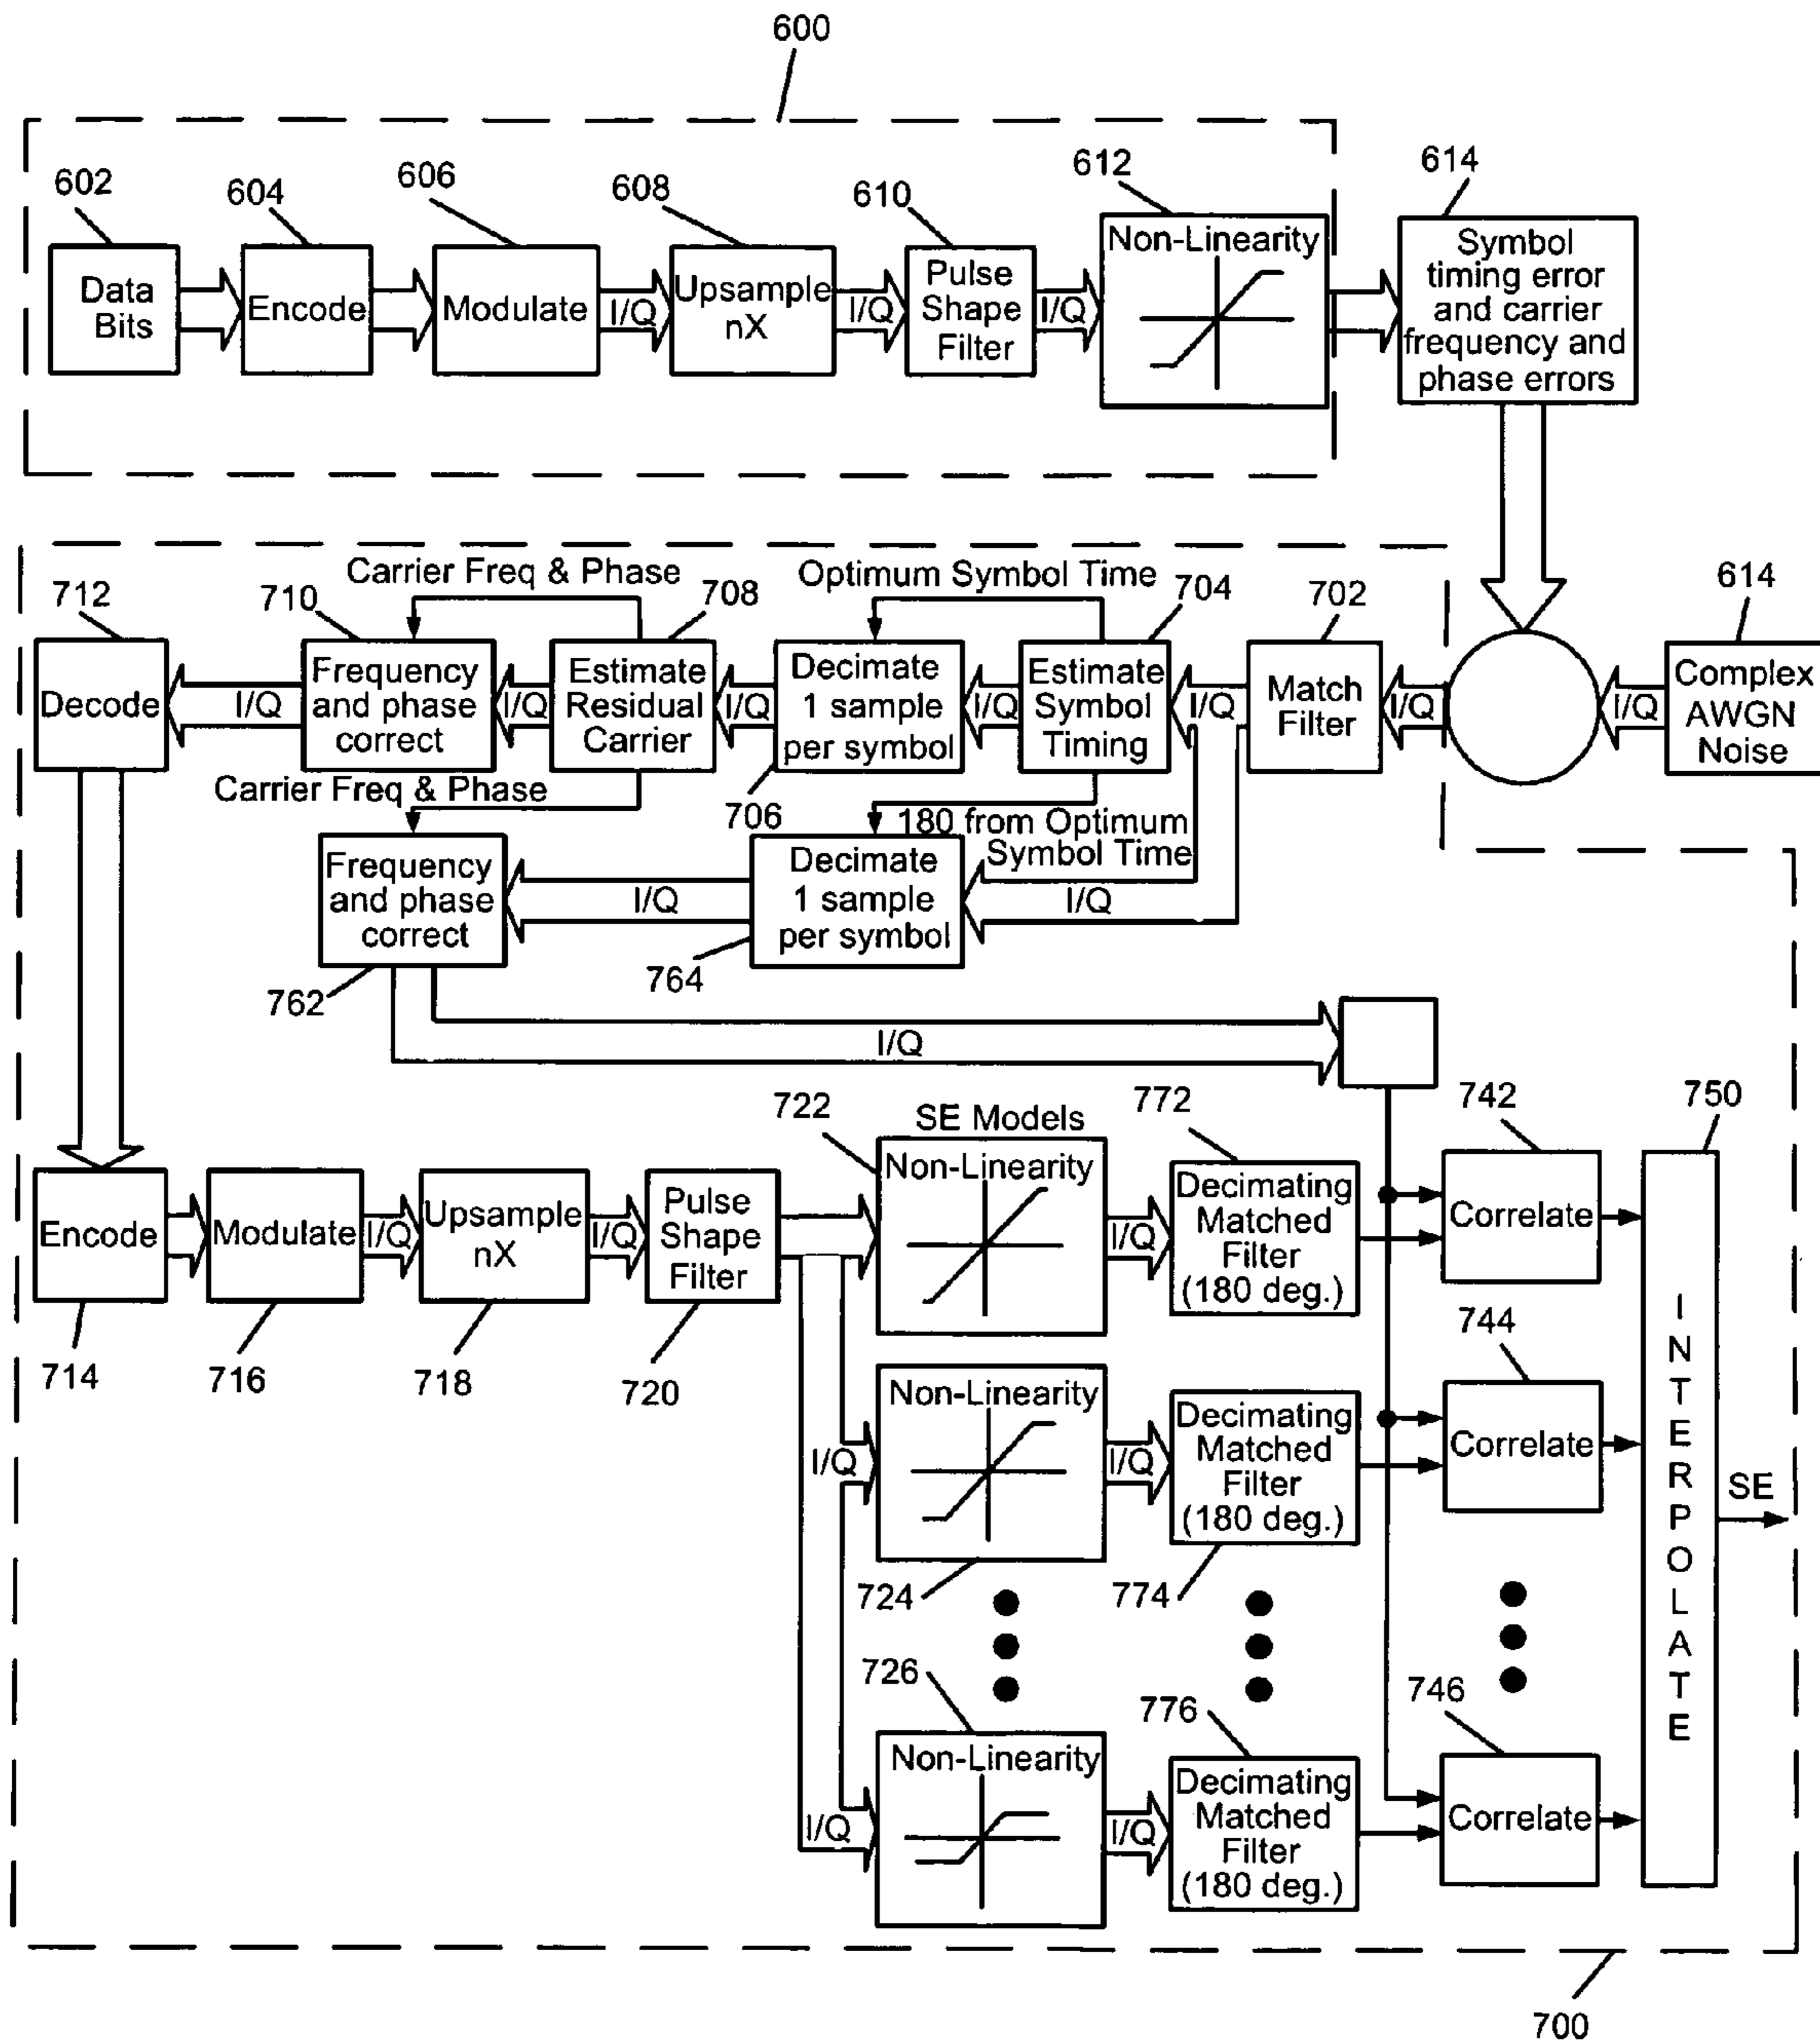 600
602
604
606
608
610
612
614
Data
Bits
Encode
Modulate
I/Q
Upsample
nX
I/Q
Pulse
Shape
Filter
I/Q
Non-Linearity
Symbol
timing error
and carrier
frequency and
phase errors
Carrier Freq & Phase
Optimum Symbol Time
712
710
708
704
702
614
Decode
I/Q
Frequency
and phase
correct
I/Q
Estimate
Residual
Carrier
I/Q
Decimate
1 sample
per symbol
I/Q
Estimate
Symbol
Timing
I/Q
Match
Filter
I/Q
I/Q
Complex
AWGN
Noise
Carrier Freq & Phase
706
180 from Optimum
Symbol Time
Frequency
and phase
correct
I/Q
Decimate
1 sample
per symbol
I/Q
762
764
I/Q
722
SE Models
772
742
750
Encode
Modulate
I/Q
Upsample
nX
I/Q
Pulse
Shape
Filter
Non-Linearity
I/Q
Decimating
Matched
Filter
(180 deg.)
Correlate
714
716
718
720
744
I/Q
Non-Linearity
I/Q
Decimating
Matched
Filter
(180 deg.)
Correlate
INTERPOLATE
SE
724
774
726
776
746
I/Q
Non-Linearity
I/Q
Decimating
Matched
Filter
(180 deg.)
Correlate
700